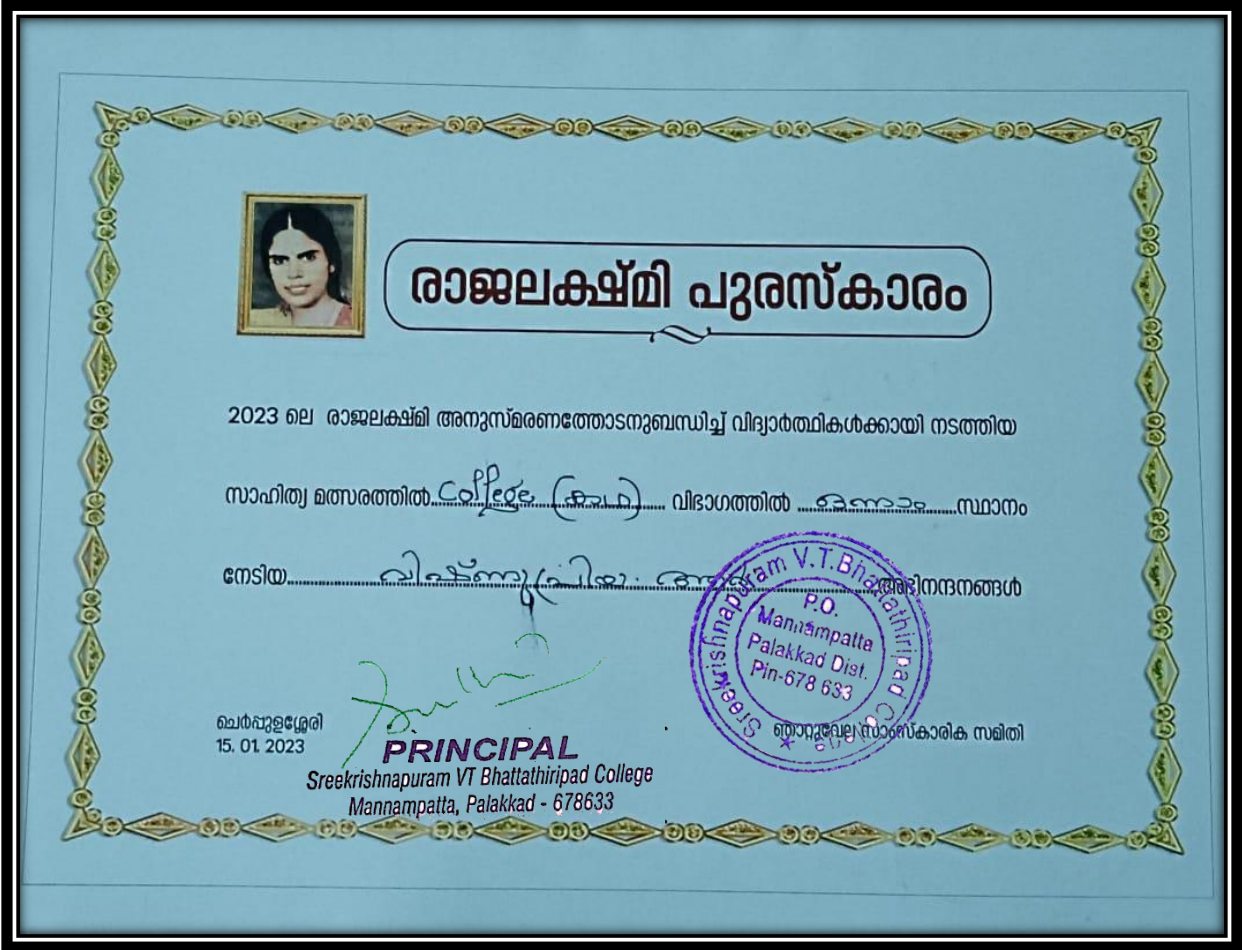 രാജലക്ഷ്മി പുരസ്കാരം
2023 ലെ രാജലക്ഷ്മി അനുസ്മരണത്തോടനുബന്ധിച്ച് വിദ്യാർത്ഥികൾക്കായി നടത്തിയ
സാഹിത്യ മത്സരത്തിൽ College (കഥ) വിഭാഗത്തിൽ ഒന്നാം സ്ഥാനം
നേടിയ വിഷ്ണുപ്രിയ. അഭിനന്ദനങ്ങൾ
Sreekrishnapuram V.T.Bhattathiripad College
P.O.
Mannampatta
Palakkad Dist.
Pin-678 633
ചെർപ്പുളശ്ശേരി
15. 01. 2023
ഞാറ്റുവേല സാംസ്കാരിക സമിതി
PRINCIPAL
Sreekrishnapuram VT Bhattathiripad College
Mannampatta, Palakkad - 678633